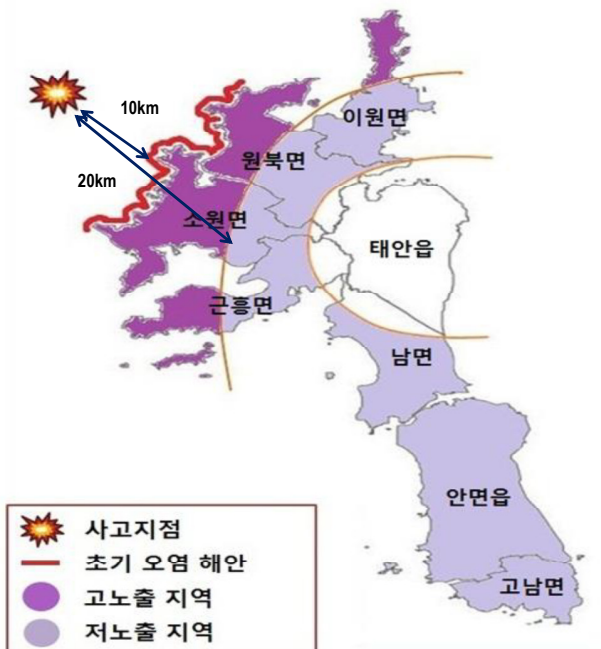 10km
20km
이원면
원북면
소원면
태안읍
근흥면
남면
안면읍
고남면
사고지점
초기 오염 해안
고노출 지역
저노출 지역